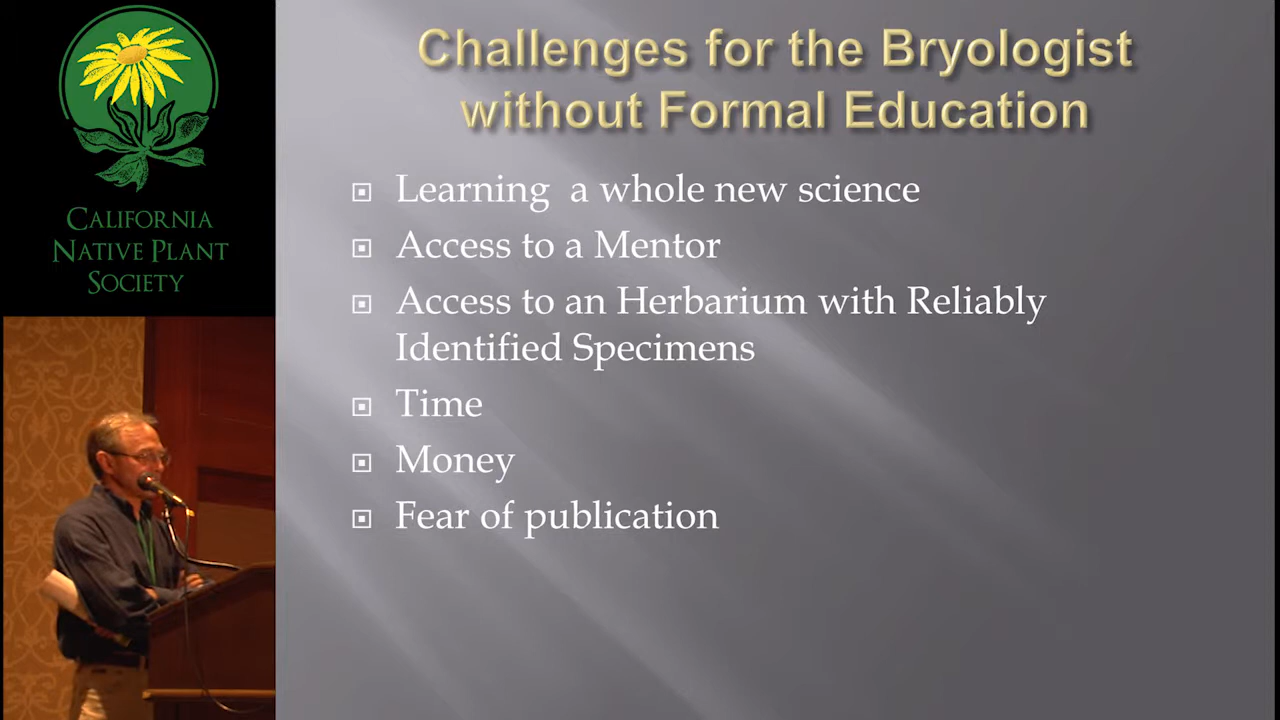 CALIFORNIA
NATIVE PLANT
SOCIETY
Challenges for the Bryologist
without Formal Education
Learning  a whole new science
Access to a Mentor
Access to an Herbarium with Reliably
Identified Specimens
Time
Money
Fear of publication